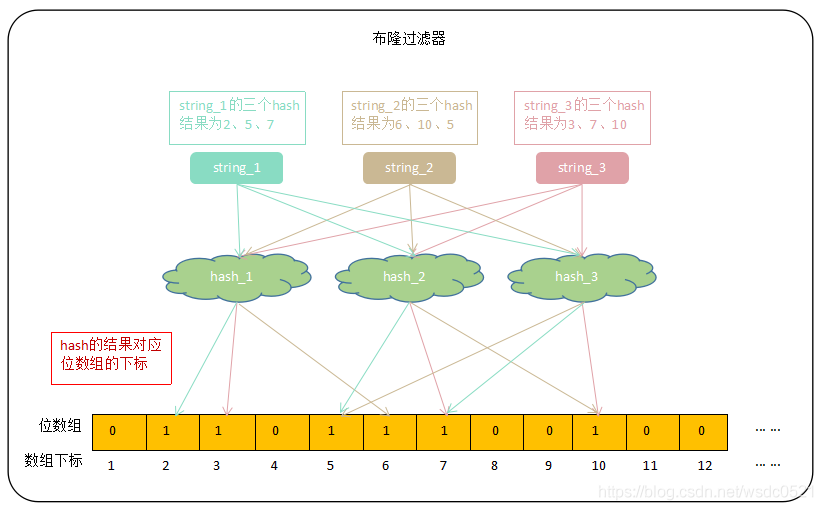 布隆过滤器
string_1的三个hash
结果为2、5、7
string_2的三个hash
结果为6、10、5
string_3的三个hash
结果为3、7、10
string_1
string_2
string_3
hash_1
hash_2
hash_3
hash的结果对应
位数组的下标
位数组 0 1 1 0 1 1 1 0 0 1 0 0 ……
数组下标 1 2 3 4 5 6 7 8 9 10 11 12 ……
https://blog.csdn.net/wsdc0521